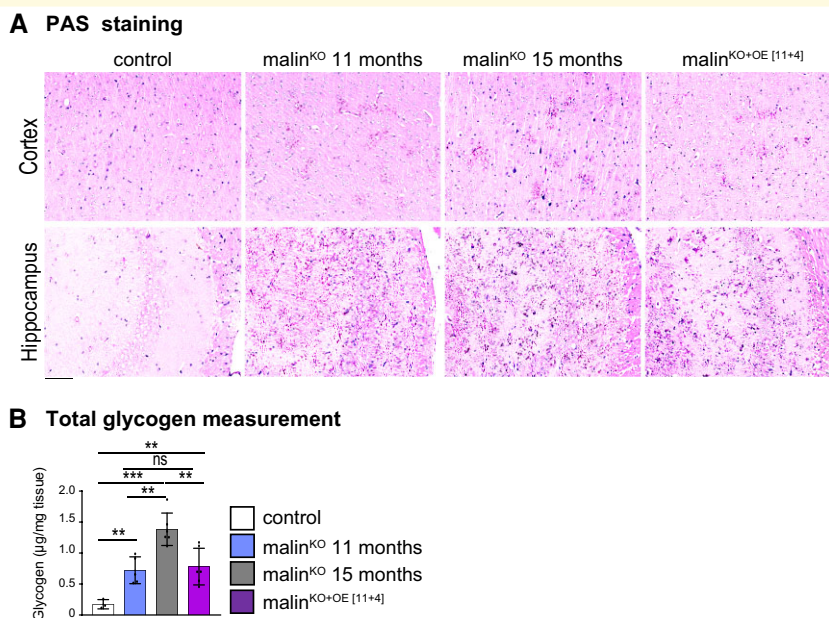 A PAS staining
control malinᴷᴼ 11 months malinᴷᴼ 15 months malinᴷᴼ⁺ᴼᴱ [11+4]
Cortex
Hippocampus
B Total glycogen measurement
**
ns
*** **
**
**
Glycogen (µg/mg tissue)
2.0
1.5
1.0
0.5
0
control
malinᴷᴼ 11 months
malinᴷᴼ 15 months
malinᴷᴼ⁺ᴼᴱ [11+4]